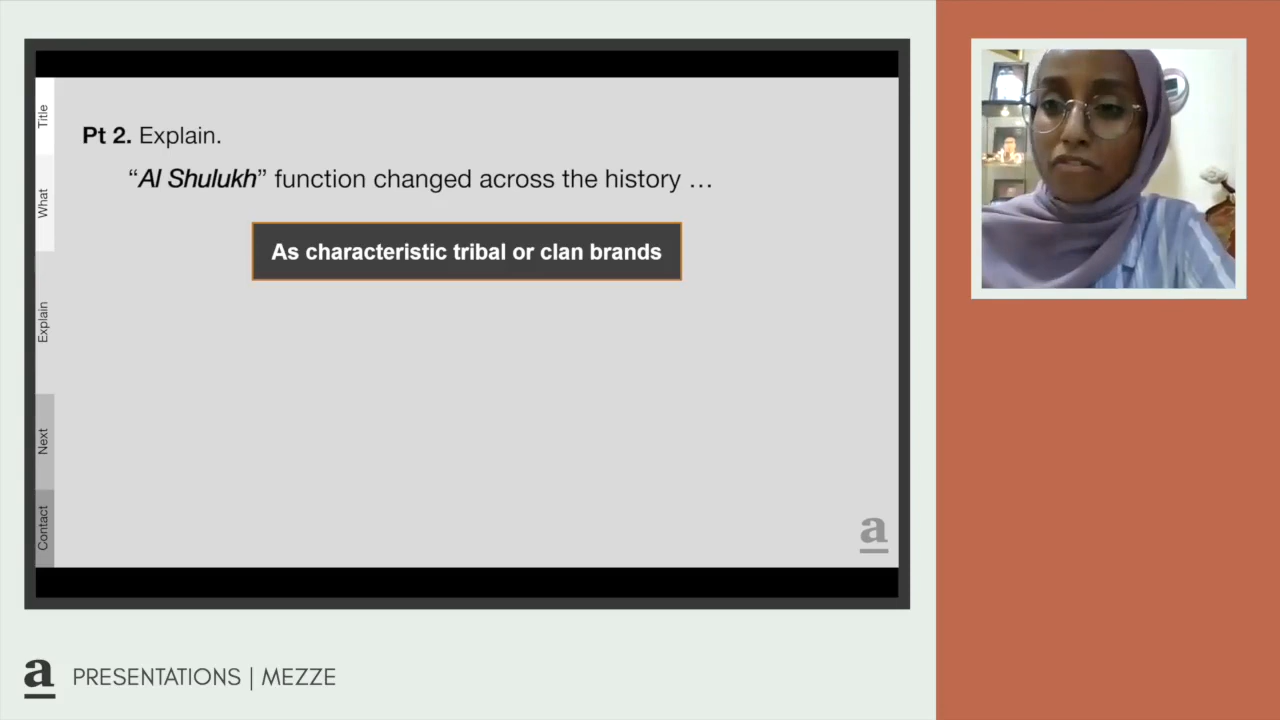 Title
What
Explain
Next
Contact
Pt 2. Explain.
“Al Shulukh” function changed across the history …
As characteristic tribal or clan brands
a
a PRESENTATIONS | MEZZE